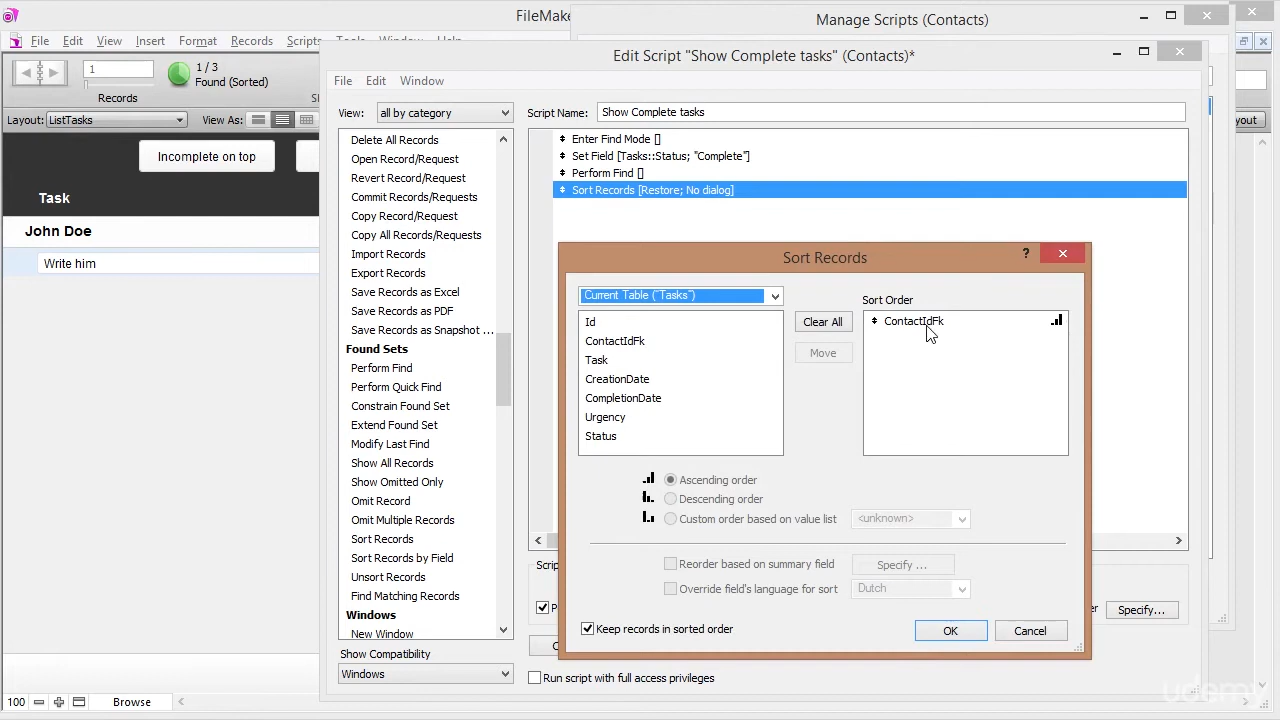 FileMake
Manage Scripts (Contacts)
File Edit View Insert Format Records Scripts Tools Window Help
Edit Script "Show Complete tasks" (Contacts)*
1
1 / 3
Found (Sorted)
Records
File Edit Window
Layout: ListTasks View As:
View: all by category
Script Name: Show Complete tasks
Incomplete on top
Task
John Doe
Write him
Delete All Records
Open Record/Request
Revert Record/Request
Commit Records/Requests
Copy Record/Request
Copy All Records/Requests
Import Records
Export Records
Save Records as Excel
Save Records as PDF
Save Records as Snapshot ...
Found Sets
Perform Find
Perform Quick Find
Constrain Found Set
Extend Found Set
Modify Last Find
Show All Records
Show Omitted Only
Omit Record
Omit Multiple Records
Sort Records
Sort Records by Field
Unsort Records
Find Matching Records
Windows
New Window
Show Compatibility
Windows
Enter Find Mode []
Set Field [Tasks::Status; "Complete"]
Perform Find []
Sort Records [Restore; No dialog]
Sort Records
?
Current Table ("Tasks")
Id
ContactIdFk
Task
CreationDate
CompletionDate
Urgency
Status
Clear All
Move
Sort Order
ContactIdFk
Ascending order
Descending order
Custom order based on value list <unknown>
Reorder based on summary field Specify ...
Override field's language for sort Dutch
Keep records in sorted order
OK
Cancel
Scrip
Specify...
Run script with full access privileges
100
Browse
udemy